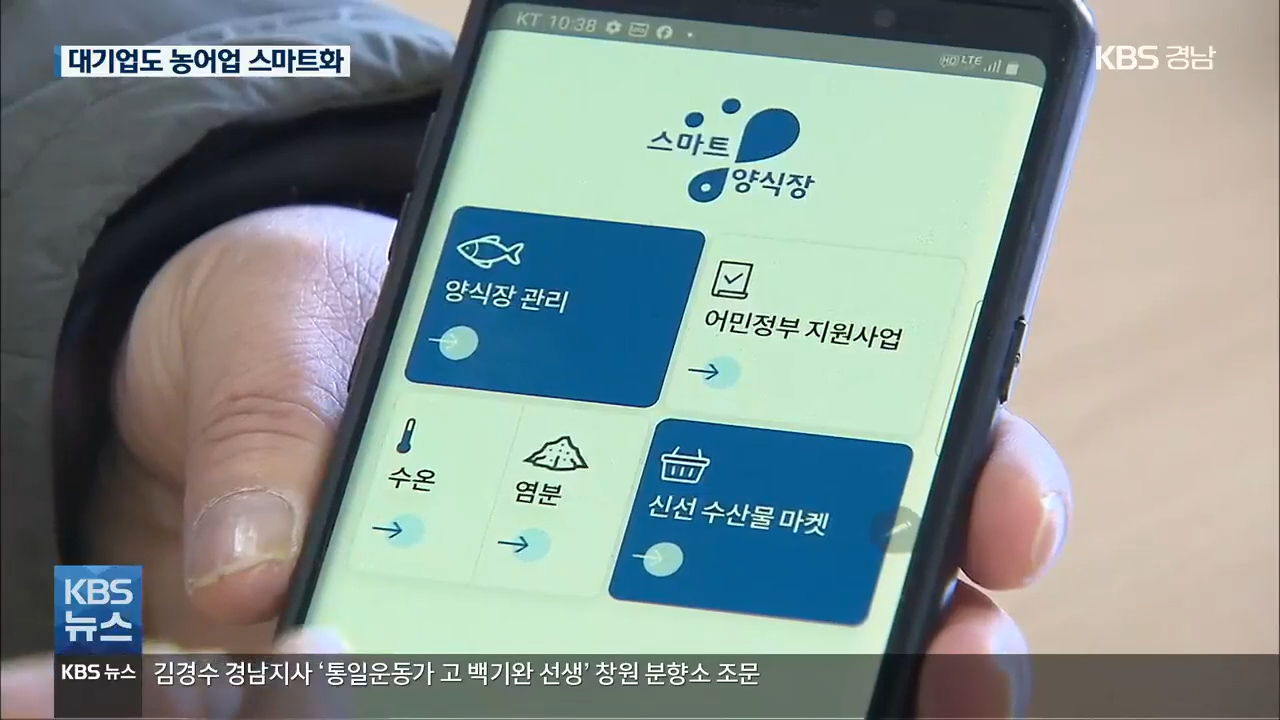 대기업도 농어업 스마트화
KBS 경남
KT 10:38
HD LTE
스마트
양식장
양식장 관리
어민정부 지원사업
수온
염분
신선 수산물 마켓
KBS
뉴스
KBS 뉴스 김경수 경남지사 ‘통일운동가 고 백기완 선생’ 창원 분향소 조문